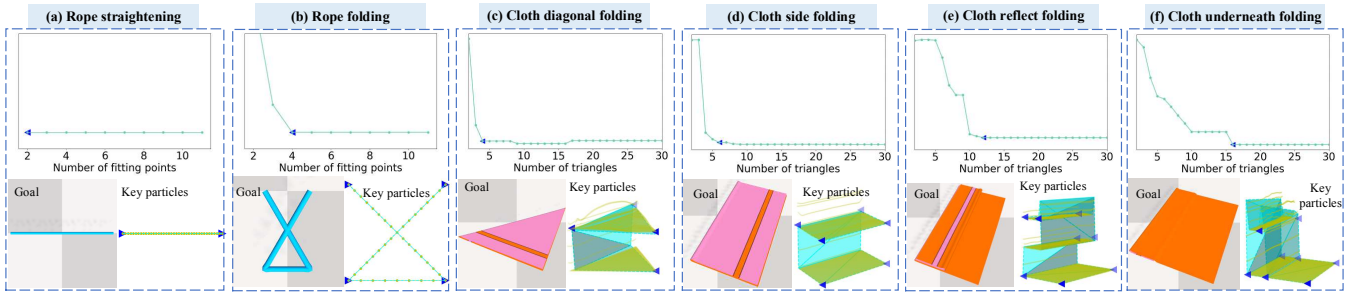 (a) Rope straightening
2 4 6 8 10
Number of fitting points
Goal
Key particles
(b) Rope folding
2 4 6 8 10
Number of fitting points
Goal
Key particles
(c) Cloth diagonal folding
5 10 15 20 25 30
Number of triangles
Goal
Key particles
(d) Cloth side folding
5 10 15 20 25 30
Number of triangles
Goal
Key particles
(e) Cloth reflect folding
5 10 15 20 25 30
Number of triangles
Goal
Key particles
(f) Cloth underneath folding
5 10 15 20 25 30
Number of triangles
Goal
Key
particles